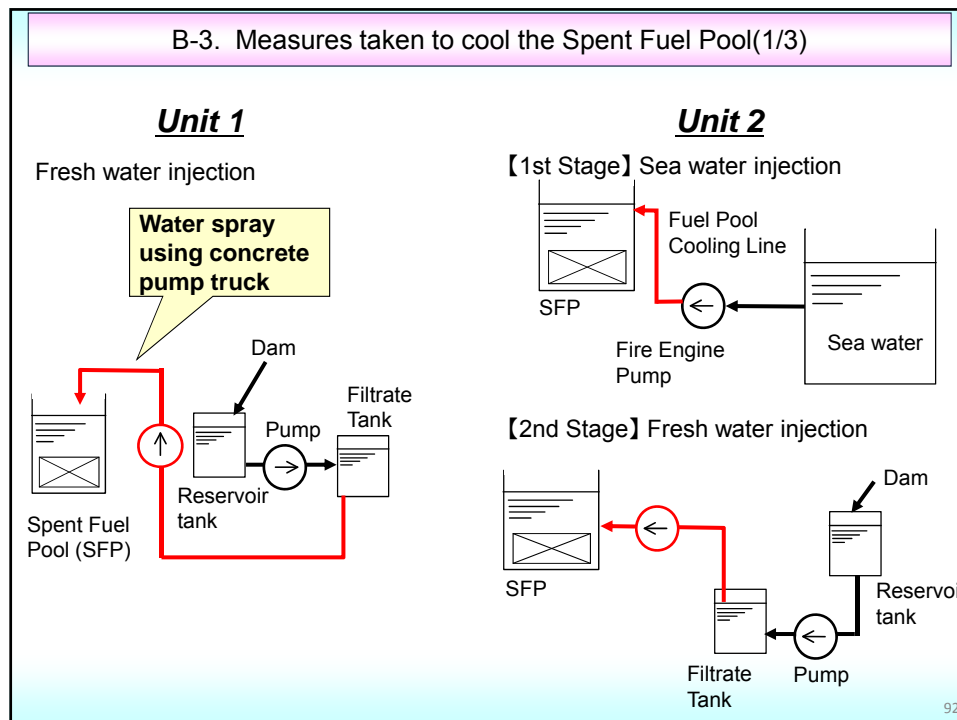 B-3. Measures taken to cool the Spent Fuel Pool(1/3)
Unit 1
Fresh water injection
Water spray
using concrete
pump truck
Dam
Filtrate
Tank
Pump
Reservoir
tank
Spent Fuel
Pool (SFP)
Unit 2
【1st Stage】Sea water injection
Fuel Pool
Cooling Line
SFP
Fire Engine
Pump
Sea water
【2nd Stage】Fresh water injection
Dam
SFP
Reservoir
tank
Filtrate
Tank
Pump
92